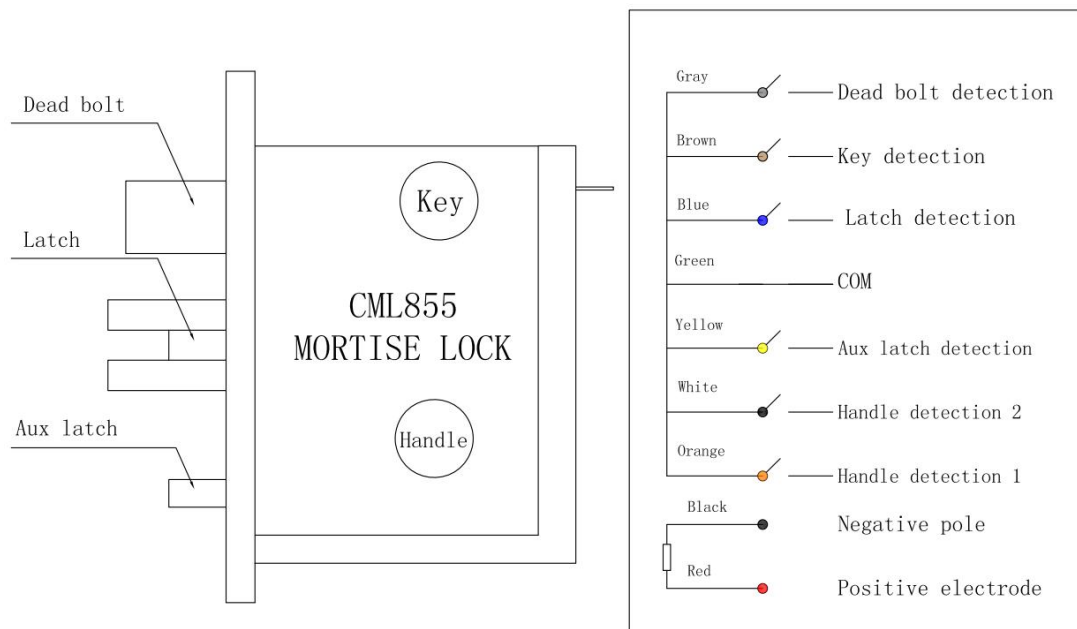 Dead bolt
Latch
Aux latch
Key
CML855
MORTISE LOCK
Handle
Gray
Dead bolt detection
Brown
Key detection
Blue
Latch detection
Green
COM
Yellow
Aux latch detection
White
Handle detection 2
Orange
Handle detection 1
Black
Negative pole
Red
Positive electrode